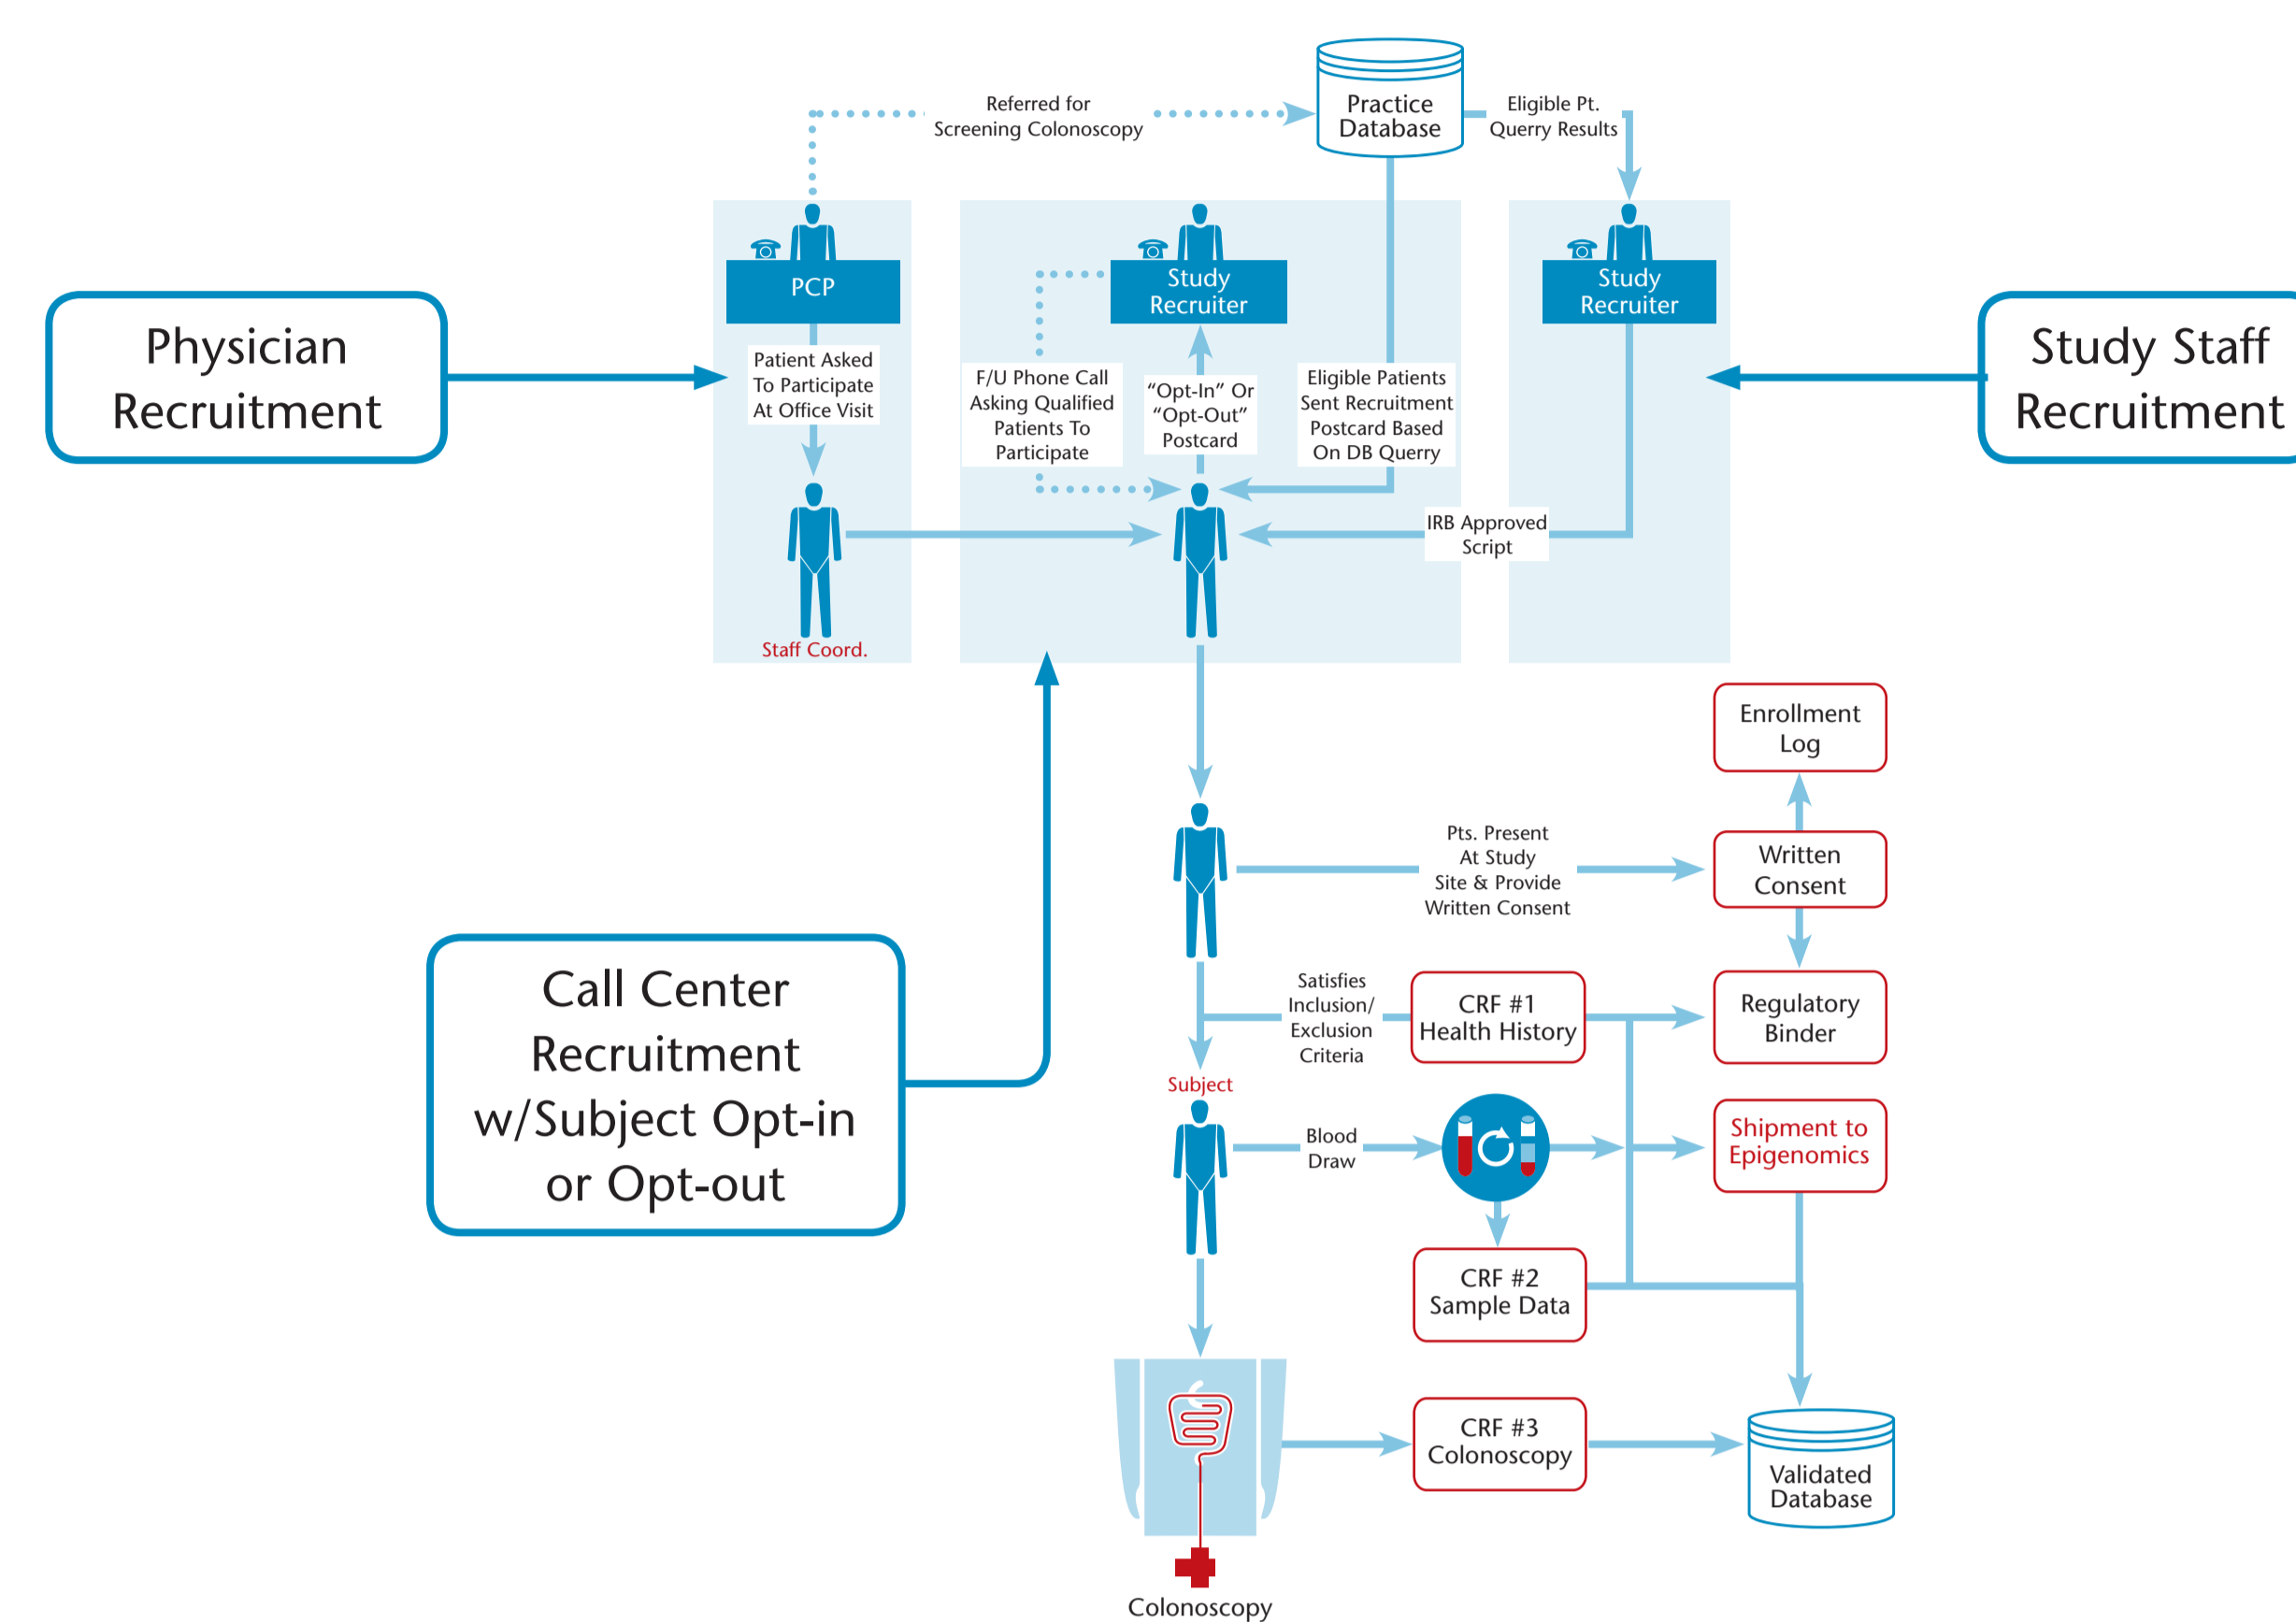 Referred for
Screening Colonoscopy
Practice
Database
Eligible Pt.
Querry Results
PCP
Study
Recruiter
Study
Recruiter
Physician
Recruitment
Patient Asked
To Participate
At Office Visit
F/U Phone Call
Asking Qualified
Patients To
Participate
“Opt-In” Or
“Opt-Out”
Postcard
Eligible Patients
Sent Recruitment
Postcard Based
On DB Querry
Study Staff
Recruitment
IRB Approved
Script
Staff Coord.
Enrollment
Log
Pts. Present
At Study
Site & Provide
Written Consent
Written
Consent
Call Center
Recruitment
w/Subject Opt-in
or Opt-out
Satisfies
Inclusion/
Exclusion
Criteria
CRF #1
Health History
Regulatory
Binder
Subject
Blood
Draw
Shipment to
Epigenomics
CRF #2
Sample Data
CRF #3
Colonoscopy
Validated
Database
Colonoscopy